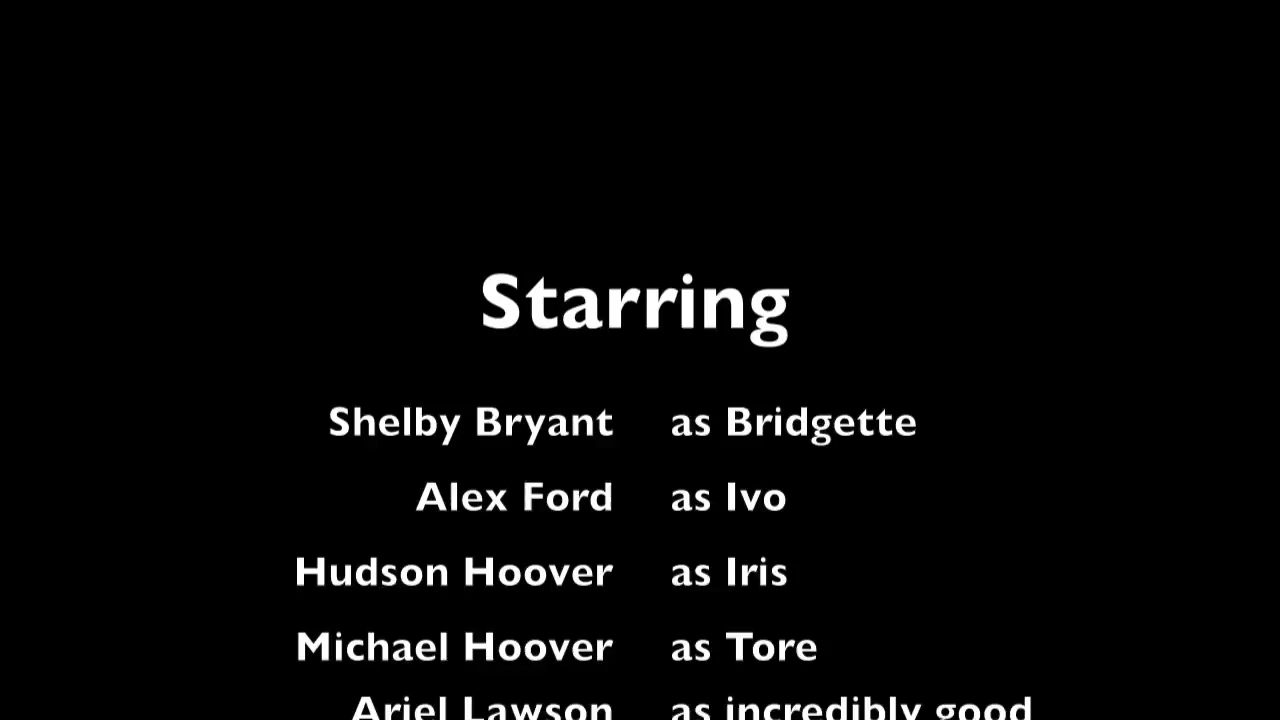 Starring
Shelby Bryant as Bridgette
Alex Ford as Ivo
Hudson Hoover as Iris
Michael Hoover as Tore
Ariel Lawson as incredibly good